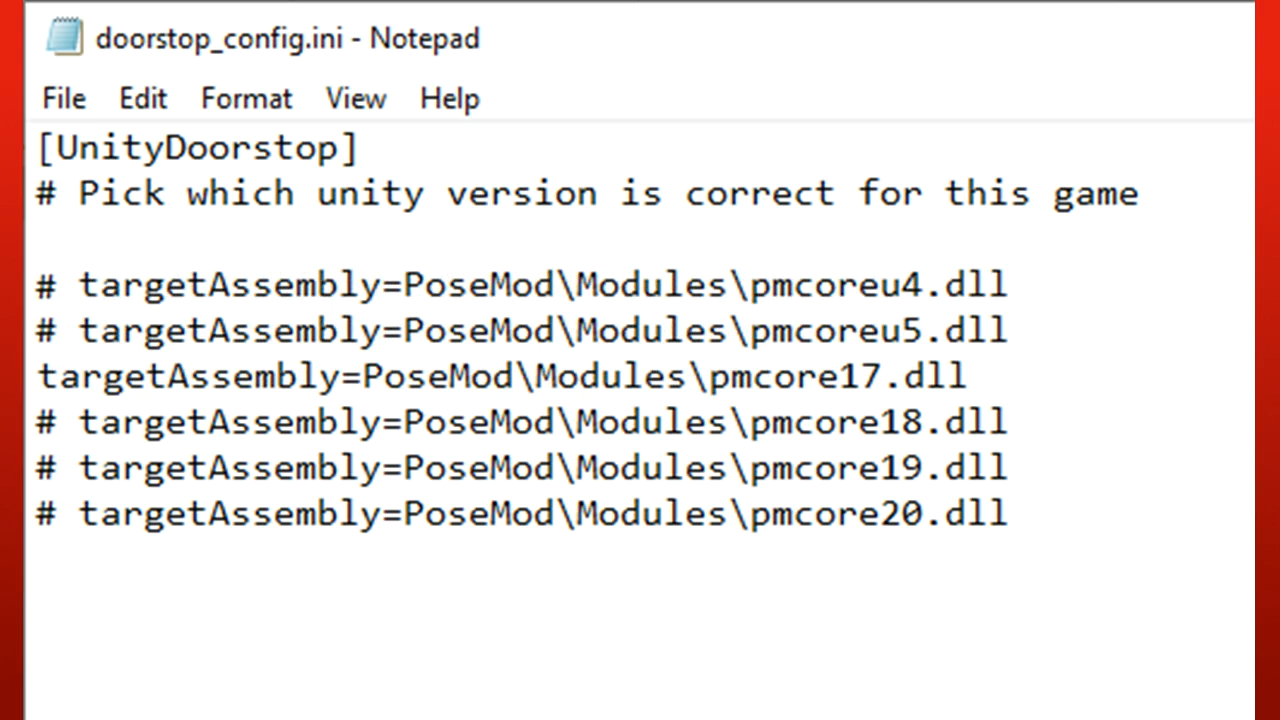 doorstop_config.ini - Notepad
File Edit Format View Help
[UnityDoorstop]
# Pick which unity version is correct for this game
# targetAssembly=PoseMod\Modules\pmcoreu4.dll
# targetAssembly=PoseMod\Modules\pmcoreu5.dll
targetAssembly=PoseMod\Modules\pmcore17.dll
# targetAssembly=PoseMod\Modules\pmcore18.dll
# targetAssembly=PoseMod\Modules\pmcore19.dll
# targetAssembly=PoseMod\Modules\pmcore20.dll